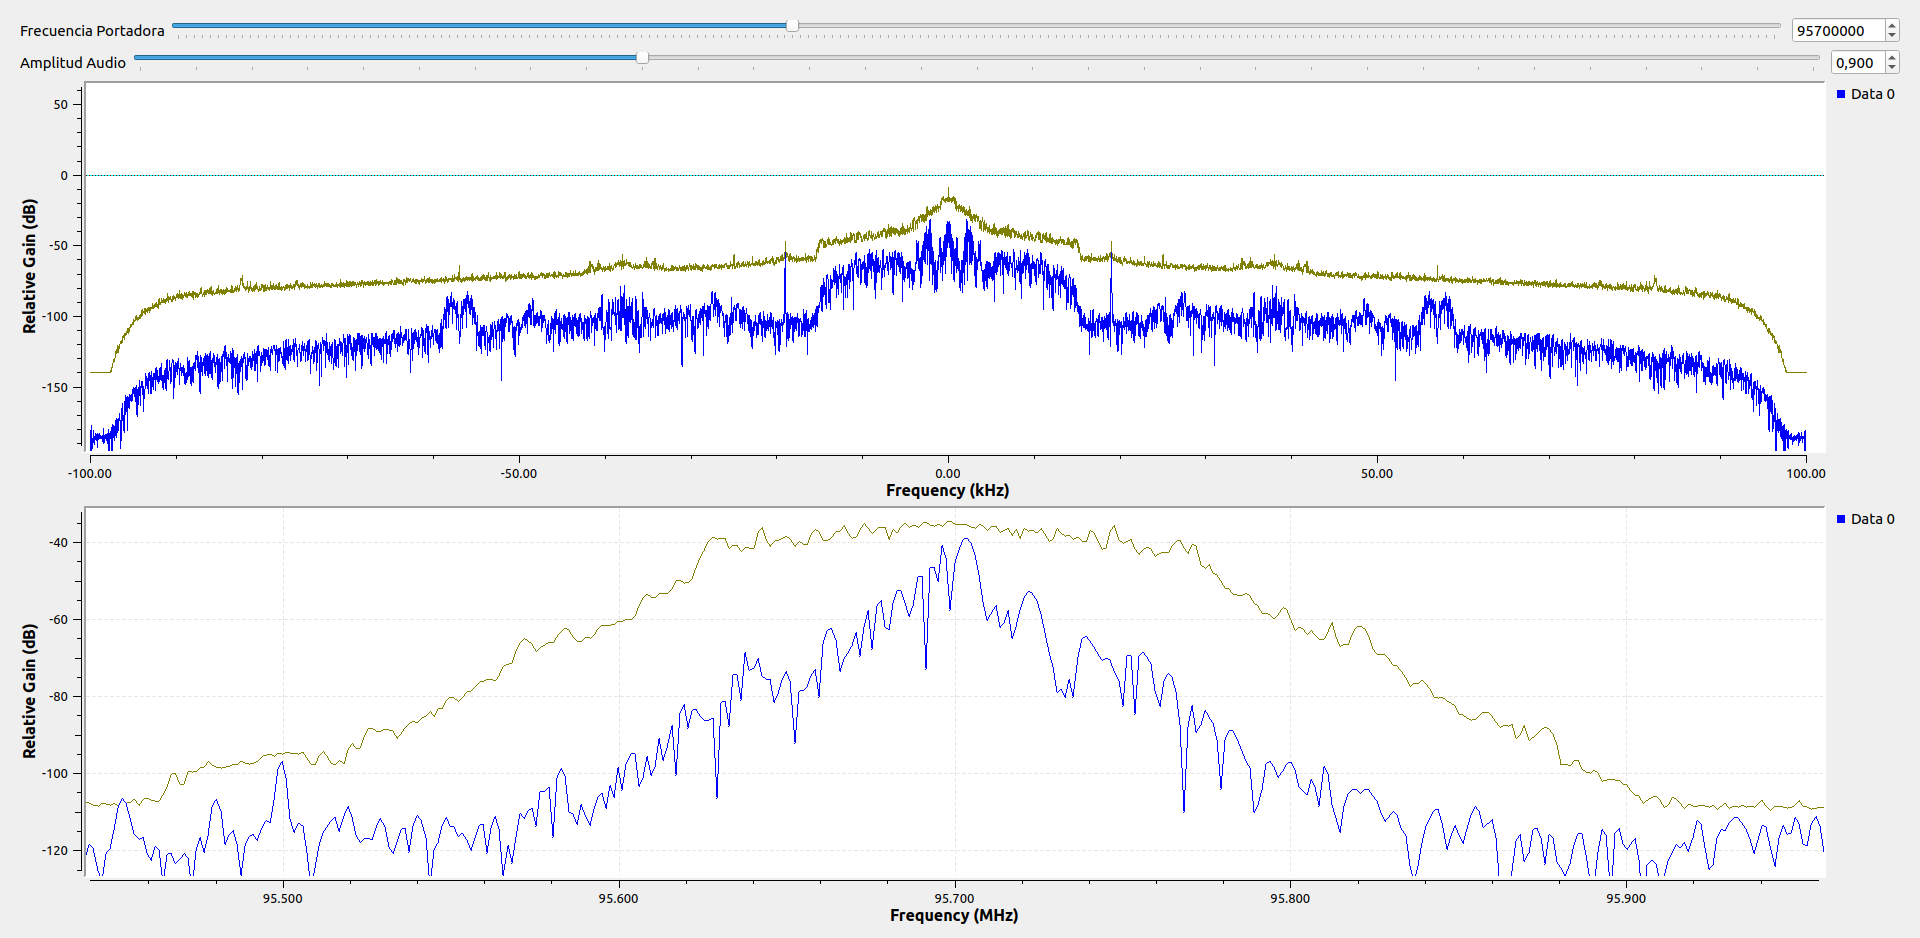 Frecuencia Portadora 95700000
Amplitud Audio 0,900
Data 0
Relative Gain (dB)
50
0
-50
-100
-150
-100.00 -50.00 0.00 50.00 100.00
Frequency (kHz)
Data 0
Relative Gain (dB)
-40
-60
-80
-100
-120
95.500 95.600 95.700 95.800 95.900
Frequency (MHz)